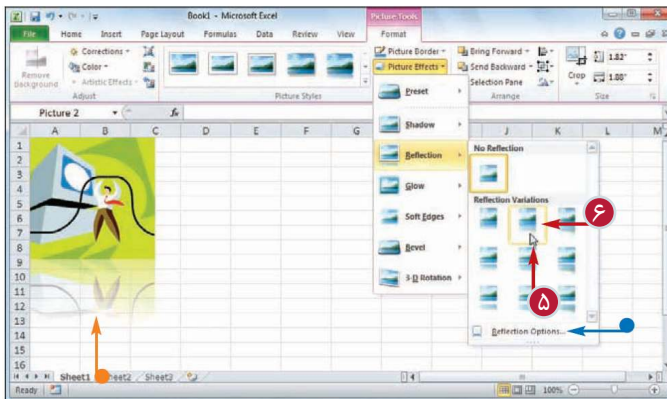 Book1 - Microsoft Excel
Picture Tools
File Home Insert Page Layout Formulas Data Review View Format
Remove Background
Corrections
Color
Artistic Effects
Adjust
Picture Styles
Picture Border
Picture Effects
Bring Forward
Send Backward
Selection Pane
Arrange
Crop
1.82"
1.88"
Size
Picture 2
fx
A B C D E F G J K L M
1
2
3
4
5
6
7
8
9
10
11
12
13
14
15
16
Preset
Shadow
Reflection
Glow
Soft Edges
Bevel
3-D Rotation
No Reflection
Reflection Variations
۶
۵
Reflection Options...
Sheet1 Sheet2 Sheet3
Ready
100%